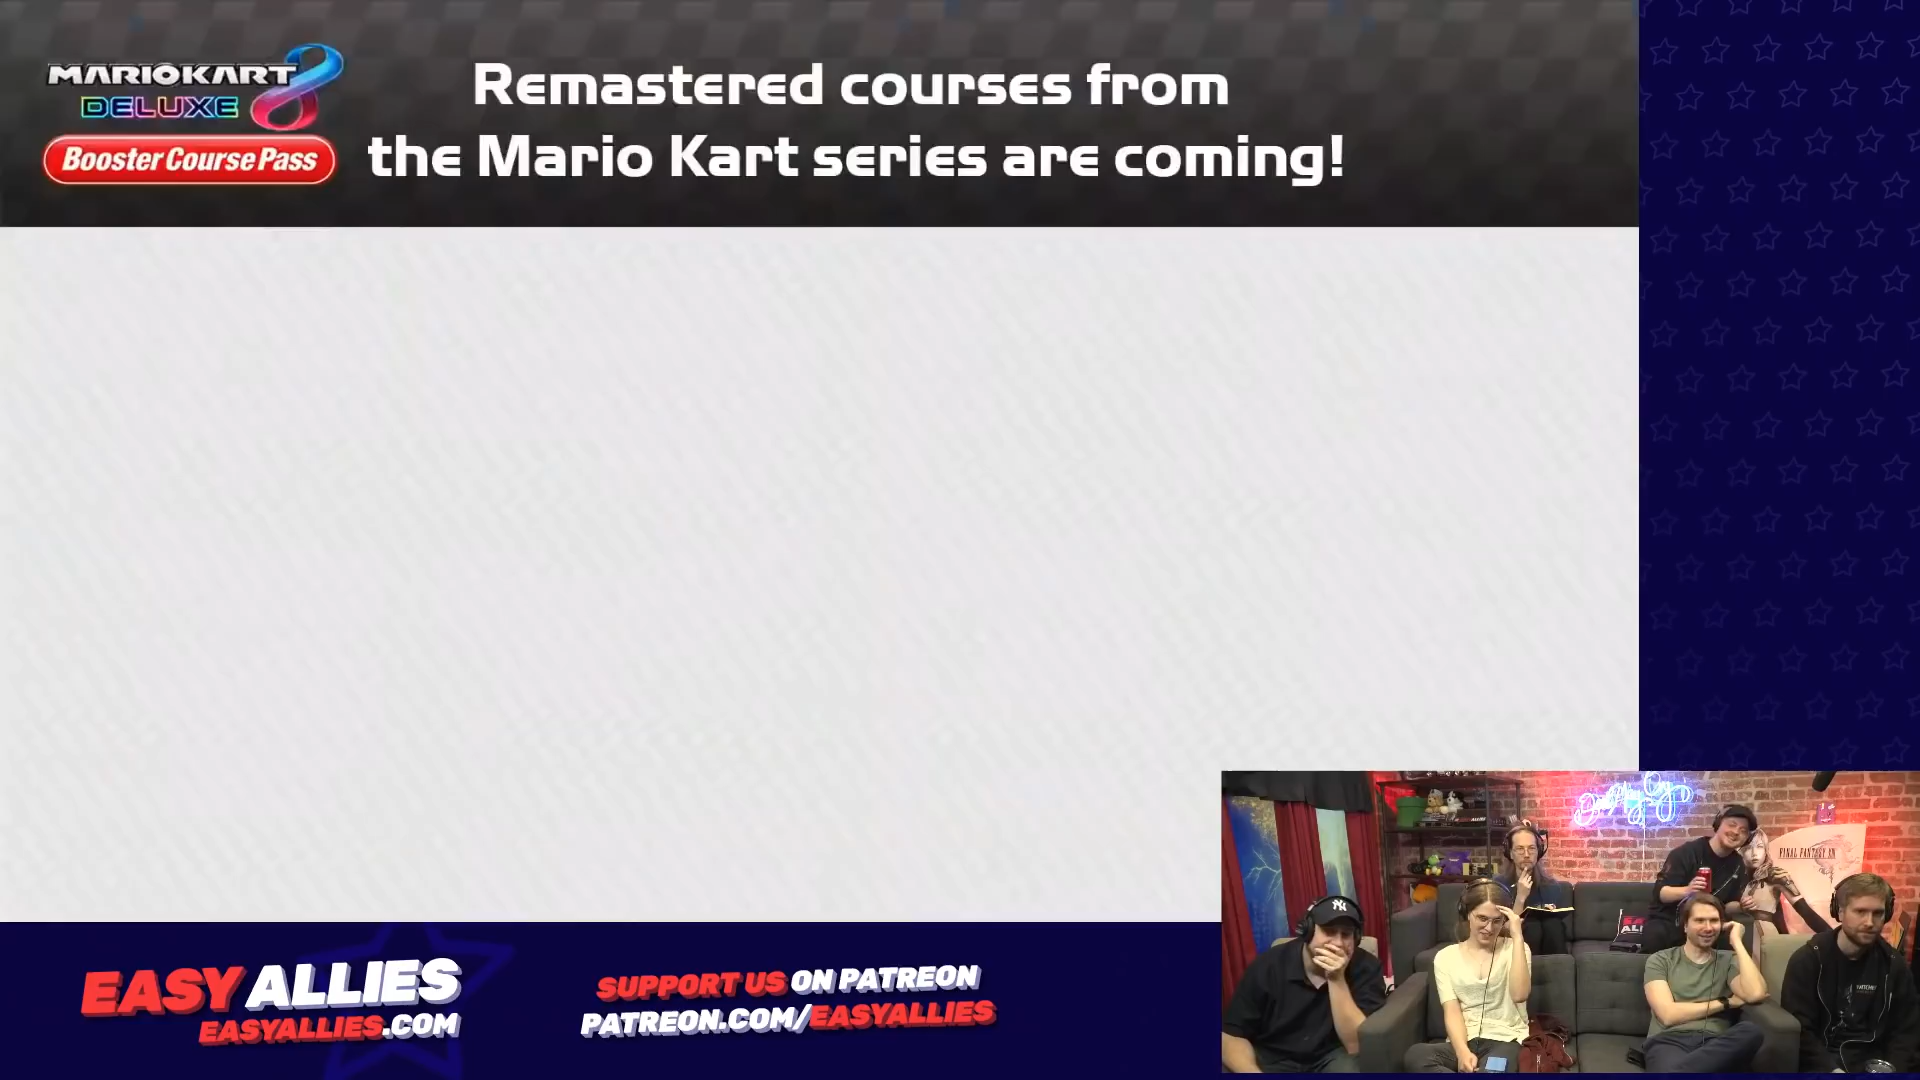 MARIOKART 8
DELUXE
Booster Course Pass
Remastered courses from
the Mario Kart series are coming!
EASY ALLIES
EASYALLIES.COM
SUPPORT US ON PATREON
PATREON.COM/EASYALLIES
FINAL FANTASY XIII